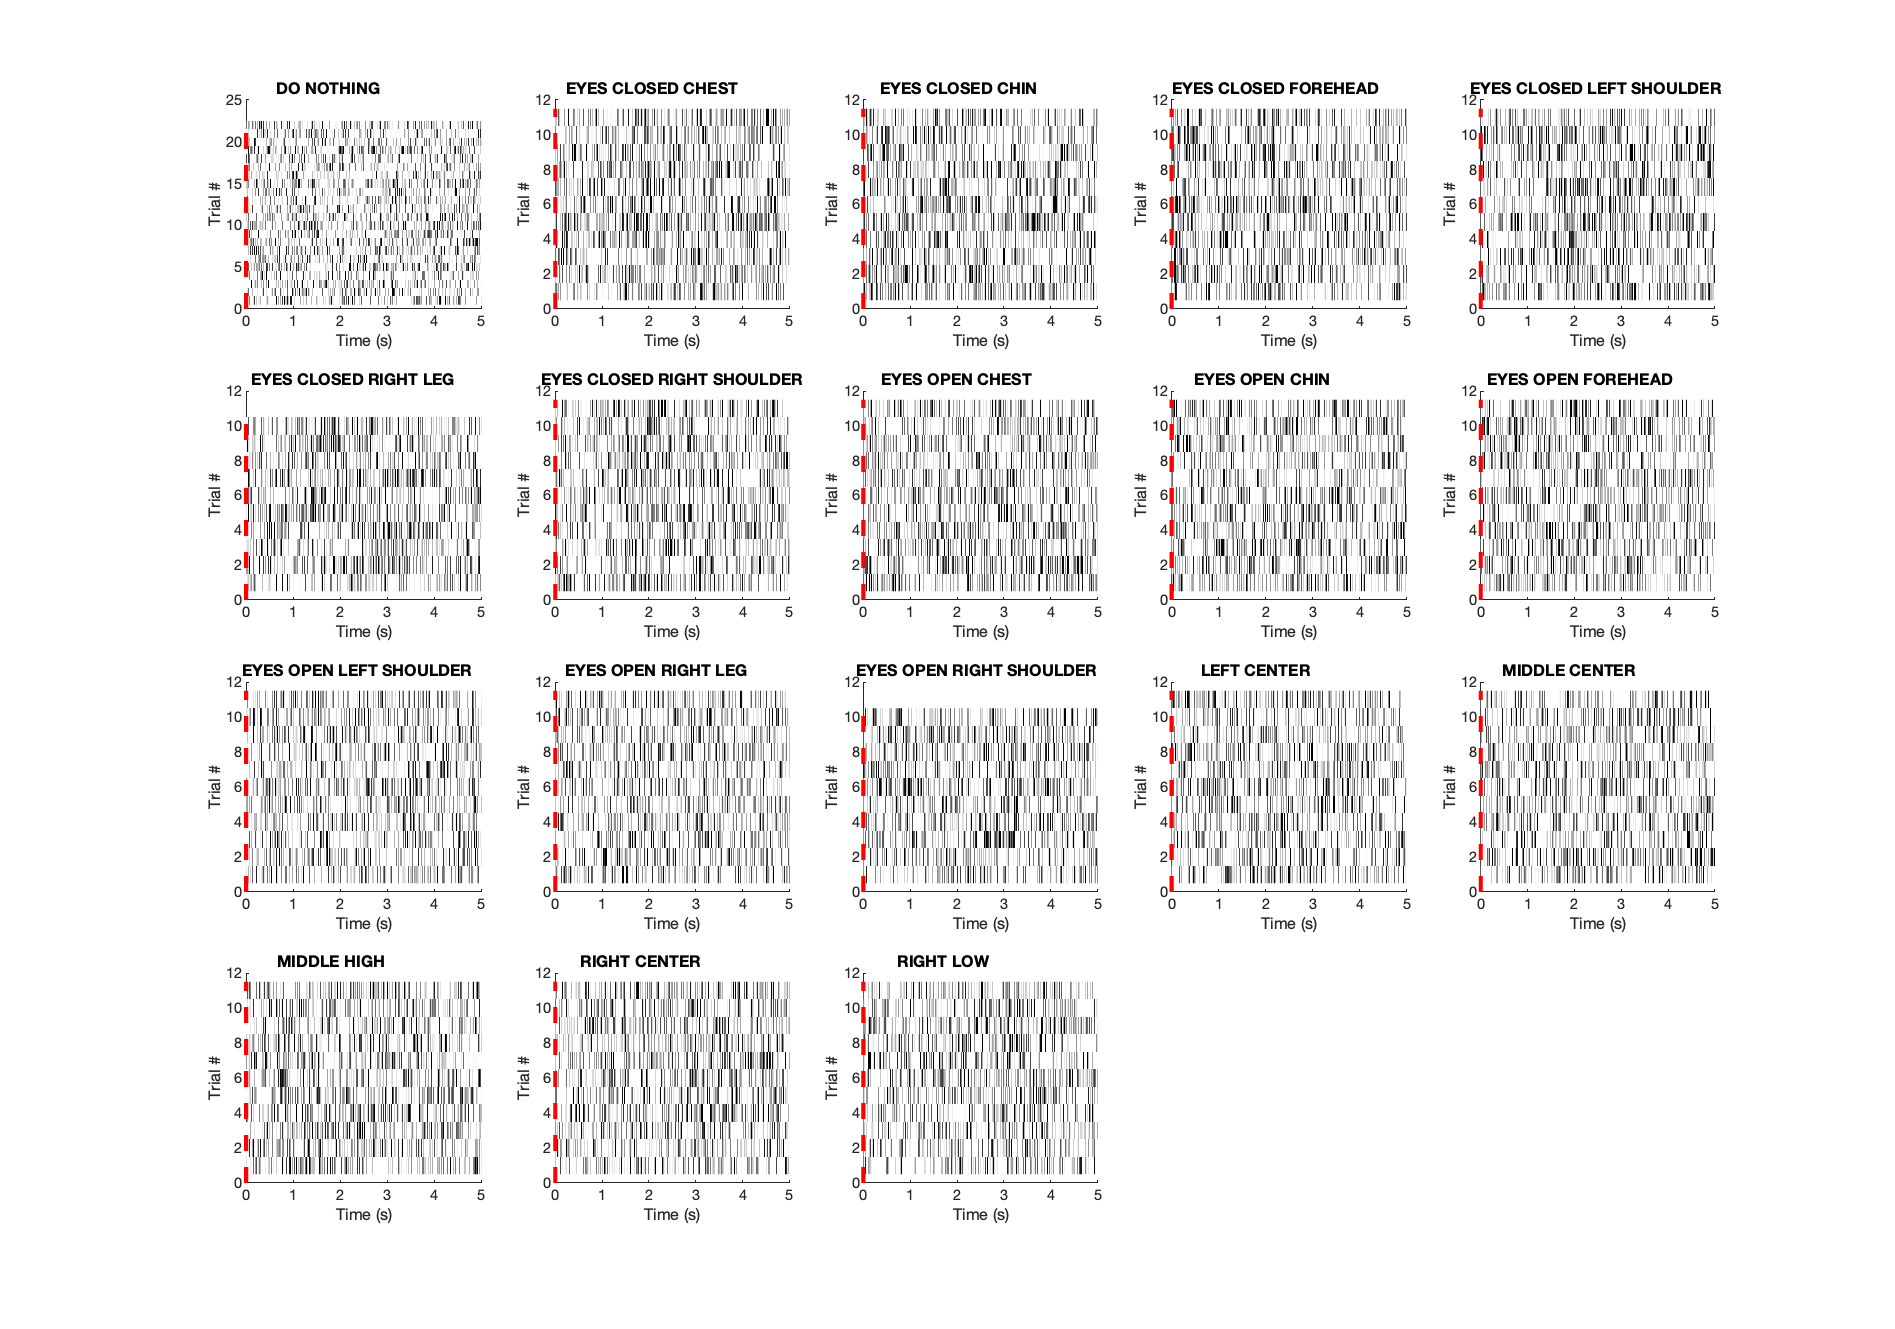 DO NOTHING
25
20
15
10
5
0
Trial #
0 1 2 3 4 5
Time (s)
EYES CLOSED CHEST
12
10
8
6
4
2
0
Trial #
0 1 2 3 4 5
Time (s)
EYES CLOSED CHIN
12
10
8
6
4
2
0
Trial #
0 1 2 3 4 5
Time (s)
EYES CLOSED FOREHEAD
12
10
8
6
4
2
0
Trial #
0 1 2 3 4 5
Time (s)
EYES CLOSED LEFT SHOULDER
12
10
8
6
4
2
0
Trial #
0 1 2 3 4 5
Time (s)
EYES CLOSED RIGHT LEG
12
10
8
6
4
2
0
Trial #
0 1 2 3 4 5
Time (s)
EYES CLOSED RIGHT SHOULDER
12
10
8
6
4
2
0
Trial #
0 1 2 3 4 5
Time (s)
EYES OPEN CHEST
12
10
8
6
4
2
0
Trial #
0 1 2 3 4 5
Time (s)
EYES OPEN CHIN
12
10
8
6
4
2
0
Trial #
0 1 2 3 4 5
Time (s)
EYES OPEN FOREHEAD
12
10
8
6
4
2
0
Trial #
0 1 2 3 4 5
Time (s)
EYES OPEN LEFT SHOULDER
12
10
8
6
4
2
0
Trial #
0 1 2 3 4 5
Time (s)
EYES OPEN RIGHT LEG
12
10
8
6
4
2
0
Trial #
0 1 2 3 4 5
Time (s)
EYES OPEN RIGHT SHOULDER
12
10
8
6
4
2
0
Trial #
0 1 2 3 4 5
Time (s)
LEFT CENTER
12
10
8
6
4
2
0
Trial #
0 1 2 3 4 5
Time (s)
MIDDLE CENTER
12
10
8
6
4
2
0
Trial #
0 1 2 3 4 5
Time (s)
MIDDLE HIGH
12
10
8
6
4
2
0
Trial #
0 1 2 3 4 5
Time (s)
RIGHT CENTER
12
10
8
6
4
2
0
Trial #
0 1 2 3 4 5
Time (s)
RIGHT LOW
12
10
8
6
4
2
0
Trial #
0 1 2 3 4 5
Time (s)